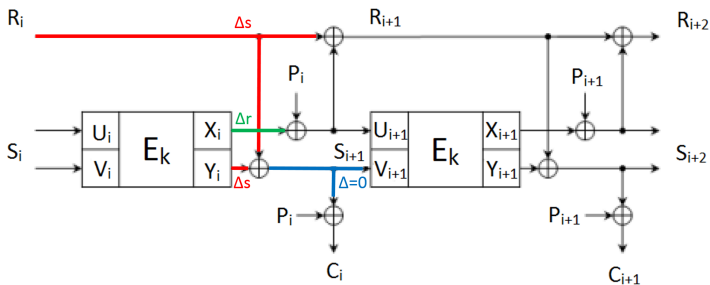 Rᵢ Δs Rᵢ₊₁ Rᵢ₊₂
Pᵢ Pᵢ₊₁
Uᵢ Xᵢ Δr Uᵢ₊₁ Xᵢ₊₁
Sᵢ Eₖ Sᵢ₊₁ Eₖ Sᵢ₊₂
Vᵢ Yᵢ Vᵢ₊₁ Yᵢ₊₁
Δs Δ=0
Pᵢ Pᵢ₊₁
Cᵢ Cᵢ₊₁